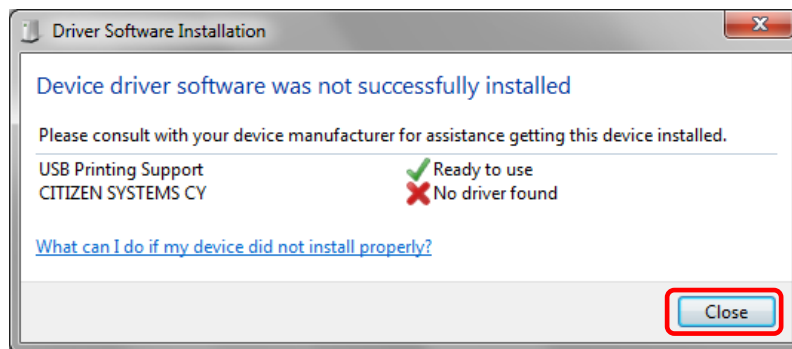 Driver Software Installation
Device driver software was not successfully installed
Please consult with your device manufacturer for assistance getting this device installed.
USB Printing Support Ready to use
CITIZEN SYSTEMS CY No driver found
What can I do if my device did not install properly?
Close